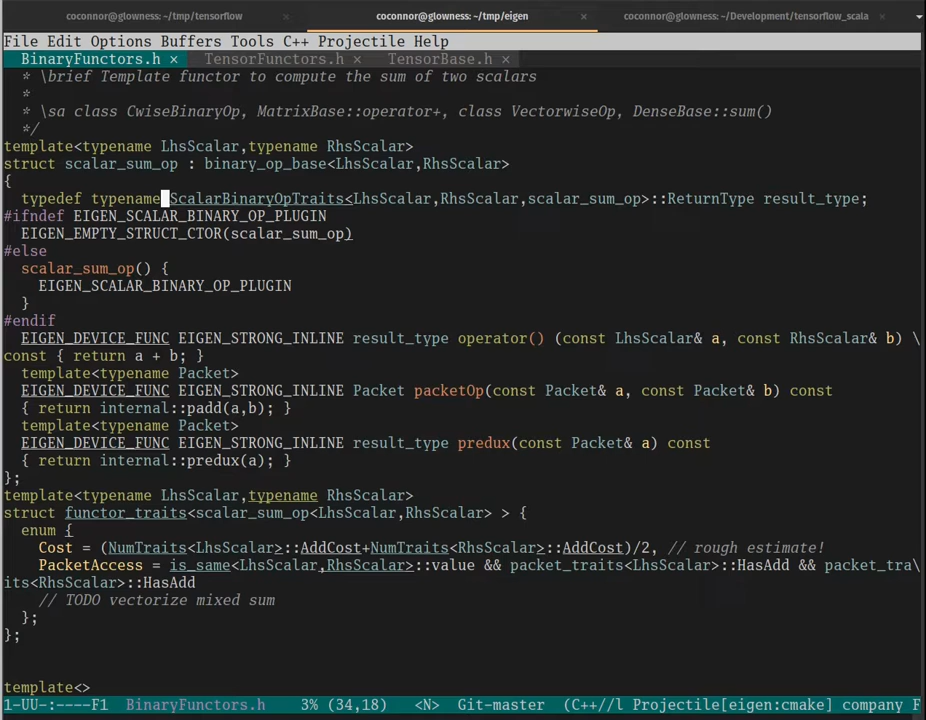 coconnor@glowness: ~/tmp/tensorflow × coconnor@glowness: ~/tmp/eigen × coconnor@glowness: ~/Development/tensorflow_scala ×
File Edit Options Buffers Tools C++ Projectile Help
BinaryFunctors.h × TensorFunctors.h × TensorBase.h ×
* \brief Template functor to compute the sum of two scalars
*
* \sa class CwiseBinaryOp, MatrixBase::operator+, class VectorwiseOp, DenseBase::sum()
*/
template<typename LhsScalar,typename RhsScalar>
struct scalar_sum_op : binary_op_base<LhsScalar,RhsScalar>
{
typedef typename ScalarBinaryOpTraits<LhsScalar,RhsScalar,scalar_sum_op>::ReturnType result_type;
#ifndef EIGEN_SCALAR_BINARY_OP_PLUGIN
EIGEN_EMPTY_STRUCT_CTOR(scalar_sum_op)
#else
scalar_sum_op() {
EIGEN_SCALAR_BINARY_OP_PLUGIN
}
#endif
EIGEN_DEVICE_FUNC EIGEN_STRONG_INLINE result_type operator() (const LhsScalar& a, const RhsScalar& b) \
const { return a + b; }
template<typename Packet>
EIGEN_DEVICE_FUNC EIGEN_STRONG_INLINE Packet packetOp(const Packet& a, const Packet& b) const
{ return internal::padd(a,b); }
template<typename Packet>
EIGEN_DEVICE_FUNC EIGEN_STRONG_INLINE result_type predux(const Packet& a) const
{ return internal::predux(a); }
};
template<typename LhsScalar,typename RhsScalar>
struct functor_traits<scalar_sum_op<LhsScalar,RhsScalar> > {
enum {
Cost = (NumTraits<LhsScalar>::AddCost+NumTraits<RhsScalar>::AddCost)/2, // rough estimate!
PacketAccess = is_same<LhsScalar,RhsScalar>::value && packet_traits<LhsScalar>::HasAdd && packet_tra\
its<RhsScalar>::HasAdd
// TODO vectorize mixed sum
};
};
template<>
1-UU-:----F1 BinaryFunctors.h 3% (34,18) <N> Git-master (C++//l Projectile[eigen:cmake] company F